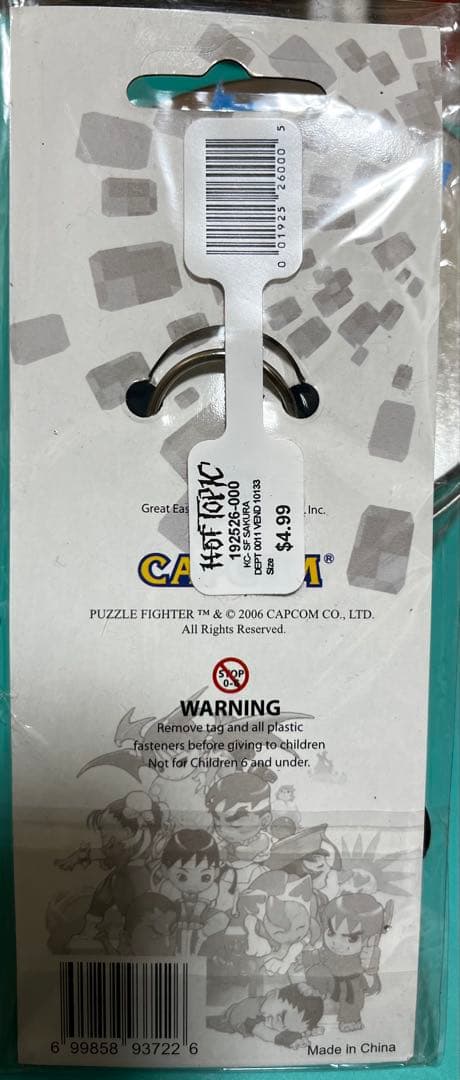 0 01925 26000 5
HOT TOPIC
192526-000
KC- SF SAKURA
DEPT 0011 VEND 10133
Size
$4.99
Great Eas Inc.
CA M®
PUZZLE FIGHTER ™ & © 2006 CAPCOM CO., LTD.
All Rights Reserved.
STOP
0-6
WARNING
Remove tag and all plastic
fasteners before giving to children
Not for Children 6 and under.
6 99858 93722 6
Made in China